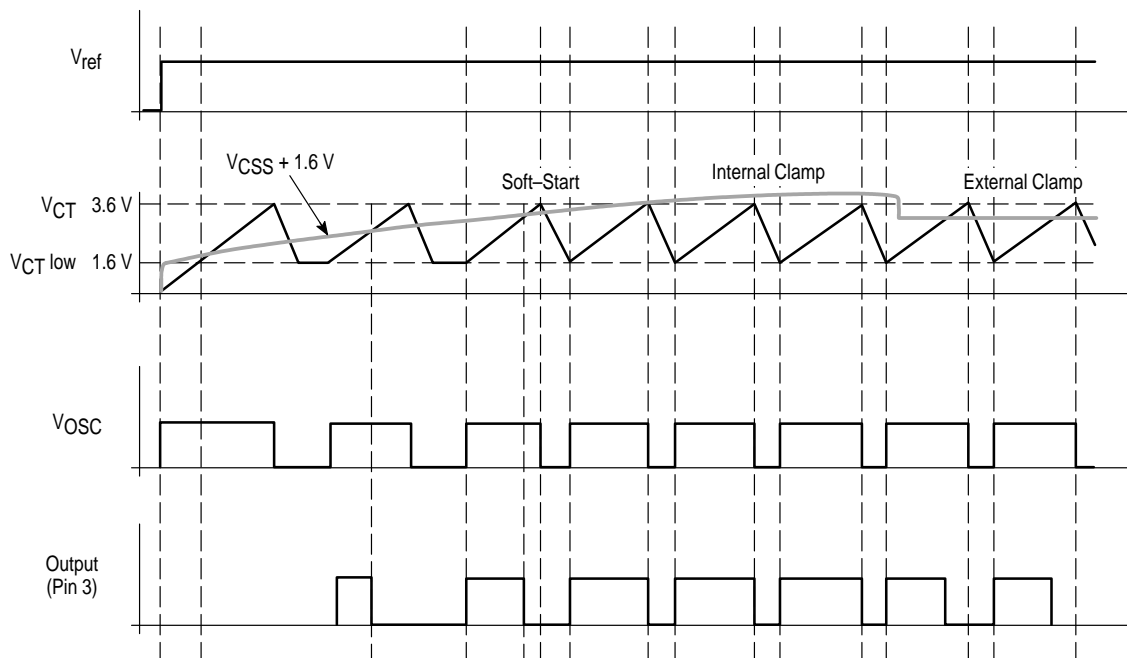 Vref
VCSS + 1.6 V
Soft–Start
Internal Clamp
External Clamp
VCT 3.6 V
VCT low 1.6 V
VOSC
Output
(Pin 3)